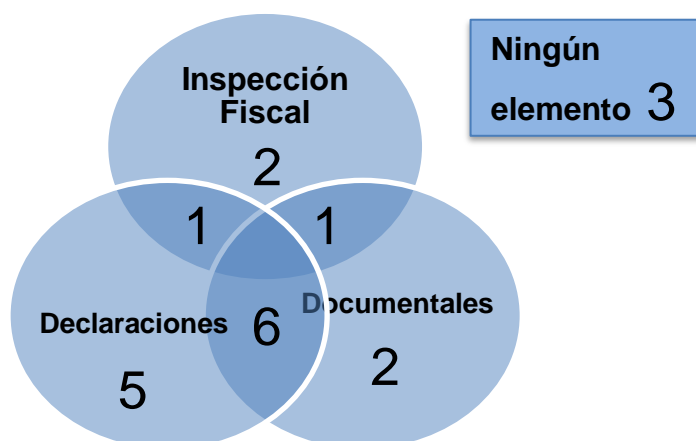 Inspección
Fiscal
2
Ningún
elemento 3
1
1
Declaraciones
6
Documentales
5
2